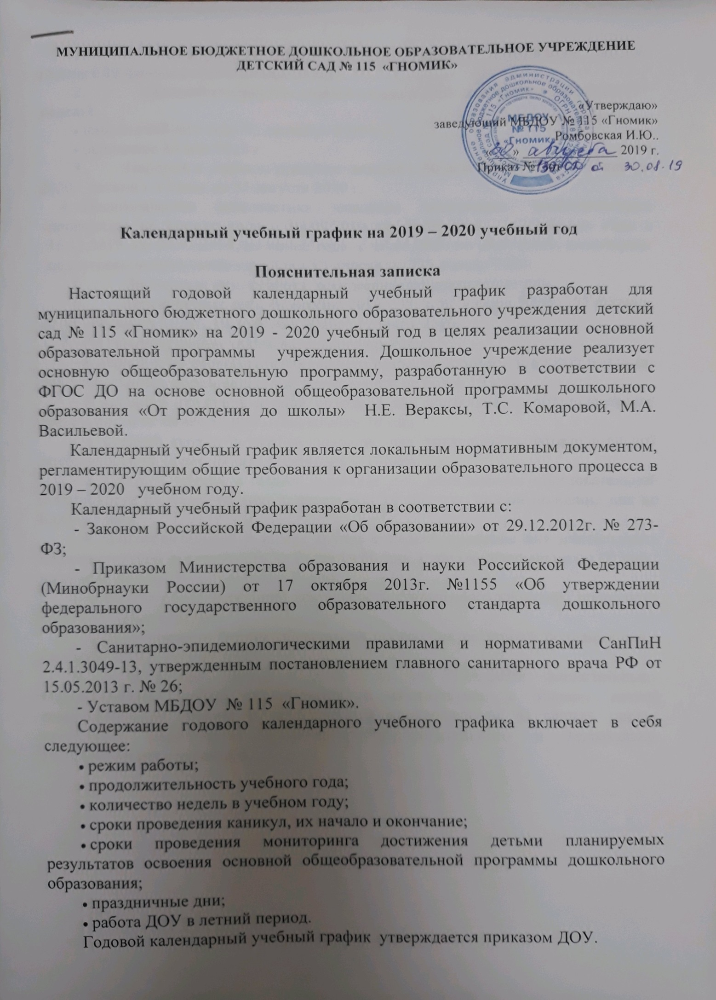 МУНИЦИПАЛЬНОЕ БЮДЖЕТНОЕ ДОШКОЛЬНОЕ ОБРАЗОВАТЕЛЬНОЕ УЧРЕЖДЕНИЕ
ДЕТСКИЙ САД № 115 «ГНОМИК»
«Утверждаю»
заведующий МБДОУ № 115 «Гномик»
Ромбовская И.Ю..
«30» августа 2019 г.
Приказ № от 30.08.19
МБДОУ
№ 115
«Гномик»
Календарный учебный график на 2019 – 2020 учебный год
Пояснительная записка
Настоящий годовой календарный учебный график разработан для
муниципального бюджетного дошкольного образовательного учреждения детский
сад № 115 «Гномик» на 2019 - 2020 учебный год в целях реализации основной
образовательной программы учреждения. Дошкольное учреждение реализует
основную общеобразовательную программу, разработанную в соответствии с
ФГОС ДО на основе основной общеобразовательной программы дошкольного
образования «От рождения до школы» Н.Е. Вераксы, Т.С. Комаровой, М.А.
Васильевой.
Календарный учебный график является локальным нормативным документом,
регламентирующим общие требования к организации образовательного процесса в
2019 – 2020 учебном году.
Календарный учебный график разработан в соответствии с:
- Законом Российской Федерации «Об образовании» от 29.12.2012г. № 273-
ФЗ;
- Приказом Министерства образования и науки Российской Федерации
(Минобрнауки России) от 17 октября 2013г. №1155 «Об утверждении
федерального государственного образовательного стандарта дошкольного
образования»;
- Санитарно-эпидемиологическими правилами и нормативами СанПиН
2.4.1.3049-13, утвержденным постановлением главного санитарного врача РФ от
15.05.2013 г. № 26;
- Уставом МБДОУ № 115 «Гномик».
Содержание годового календарного учебного графика включает в себя
следующее:
• режим работы;
• продолжительность учебного года;
• количество недель в учебном году;
• сроки проведения каникул, их начало и окончание;
• сроки проведения мониторинга достижения детьми планируемых
результатов освоения основной общеобразовательной программы дошкольного
образования;
• праздничные дни;
• работа ДОУ в летний период.
Годовой календарный учебный график утверждается приказом ДОУ.